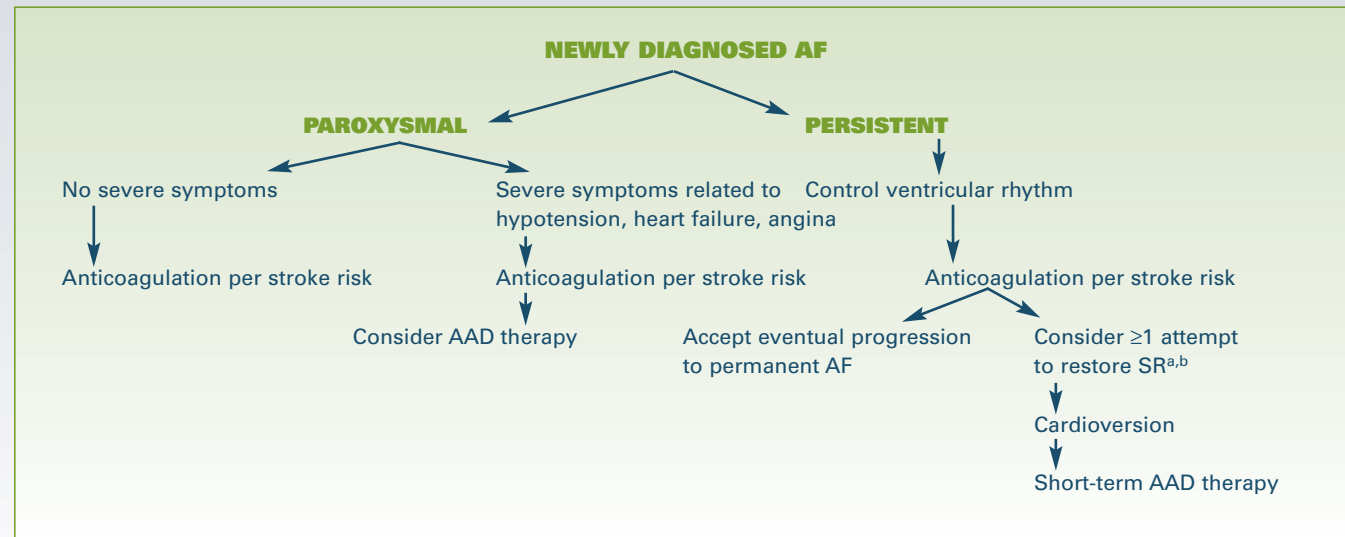 NEWLY DIAGNOSED AF
PAROXYSMAL
PERSISTENT
No severe symptoms
Severe symptoms related to
hypotension, heart failure, angina
Control ventricular rhythm
Anticoagulation per stroke risk
Anticoagulation per stroke risk
Anticoagulation per stroke risk
Consider AAD therapy
Accept eventual progression
to permanent AF
Consider ≥1 attempt
to restore SRa,b
Cardioversion
Short-term AAD therapy